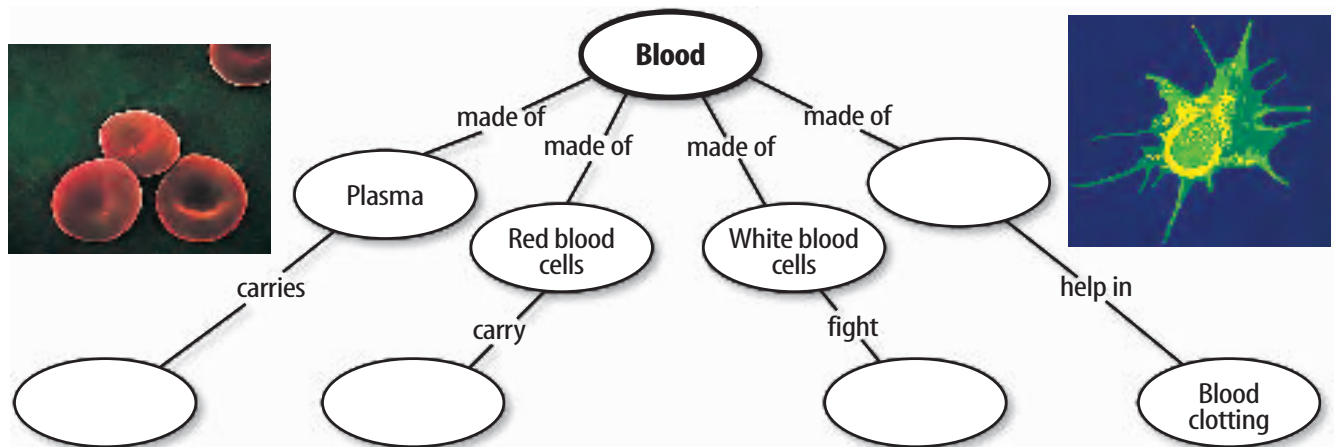 Blood
made of
made of
made of
made of
Plasma
Red blood
cells
White blood
cells
carries
carry
fight
help in
Blood
clotting